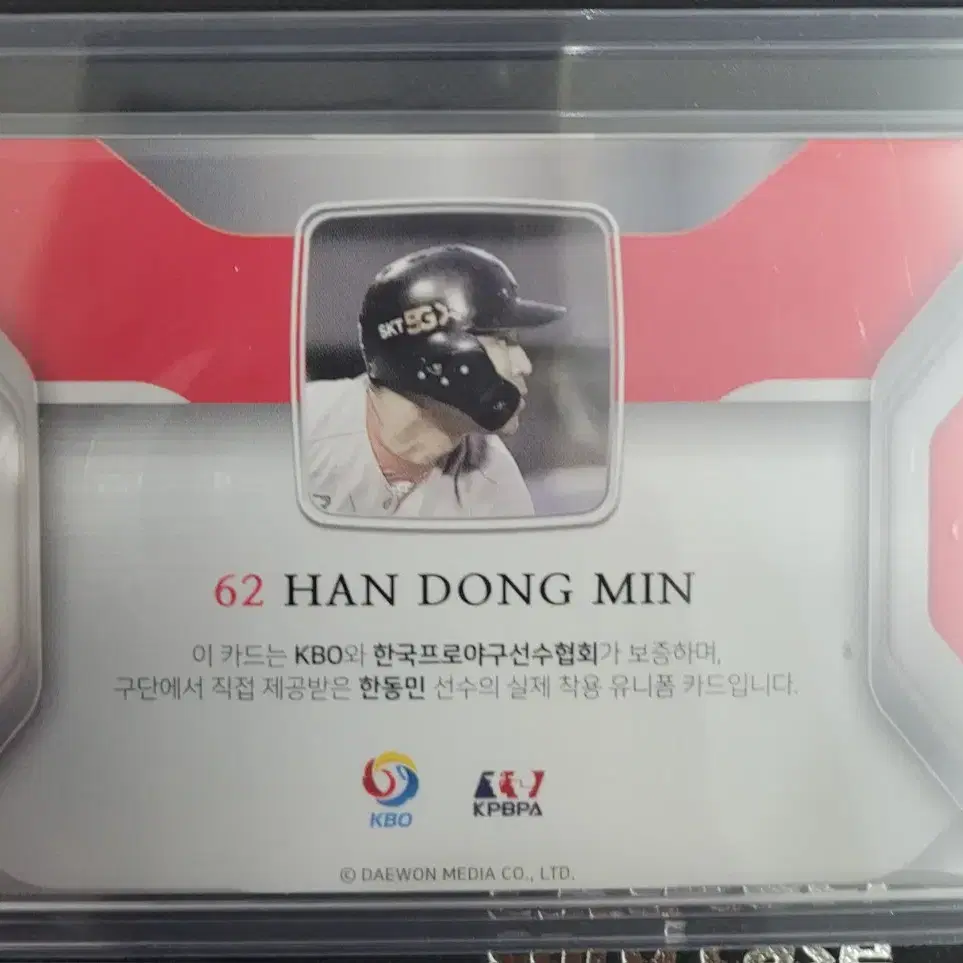 SKT 5GX
62 HAN DONG MIN
이 카드는 KBO와 한국프로야구선수협회가 보증하며,
구단에서 직접 제공받은 한동민 선수의 실제 착용 유니폼 카드입니다.
KBO
KPBPA
© DAEWON MEDIA CO., LTD.